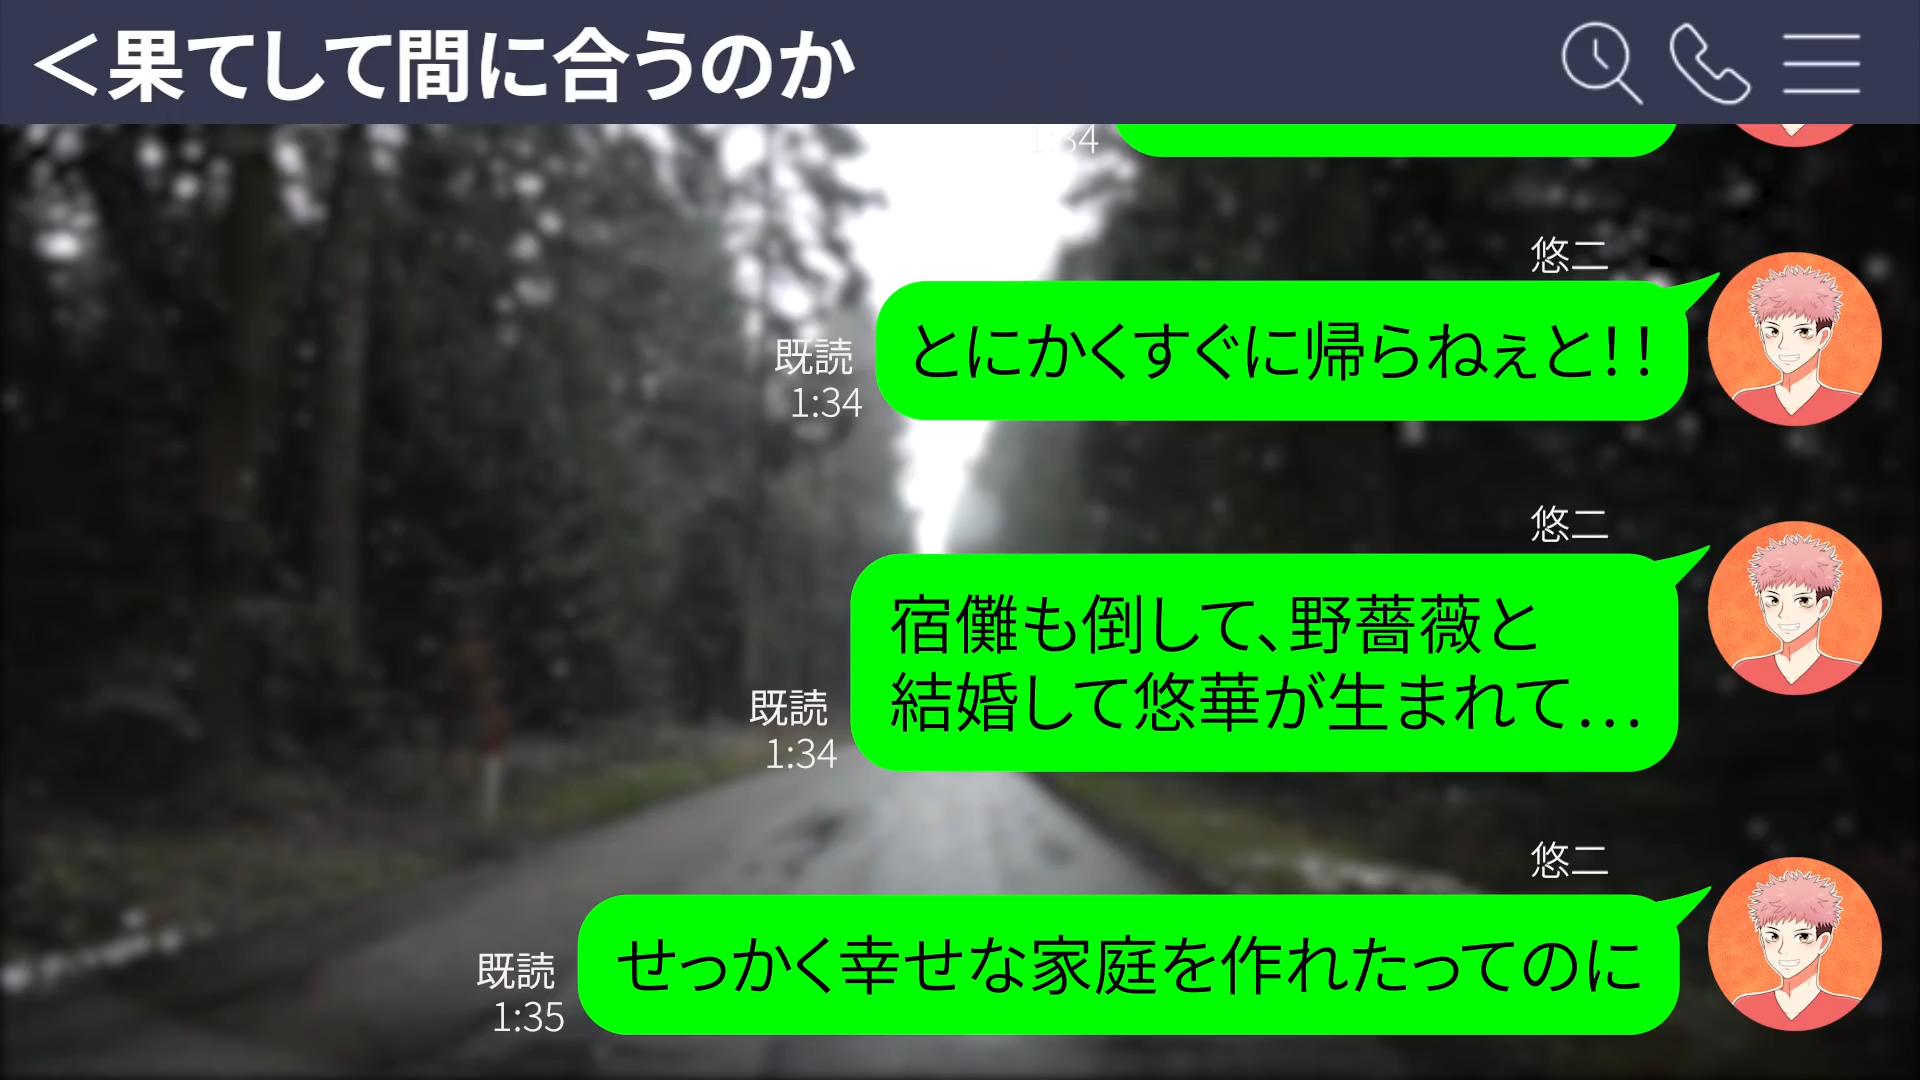 ＜果てして間に合うのか
1:34
悠二
とにかくすぐに帰らねぇと！！
既読
1:34
悠二
宿儺も倒して、野薔薇と
結婚して悠華が生まれて…
既読
1:34
悠二
せっかく幸せな家庭を作れたってのに
既読
1:35